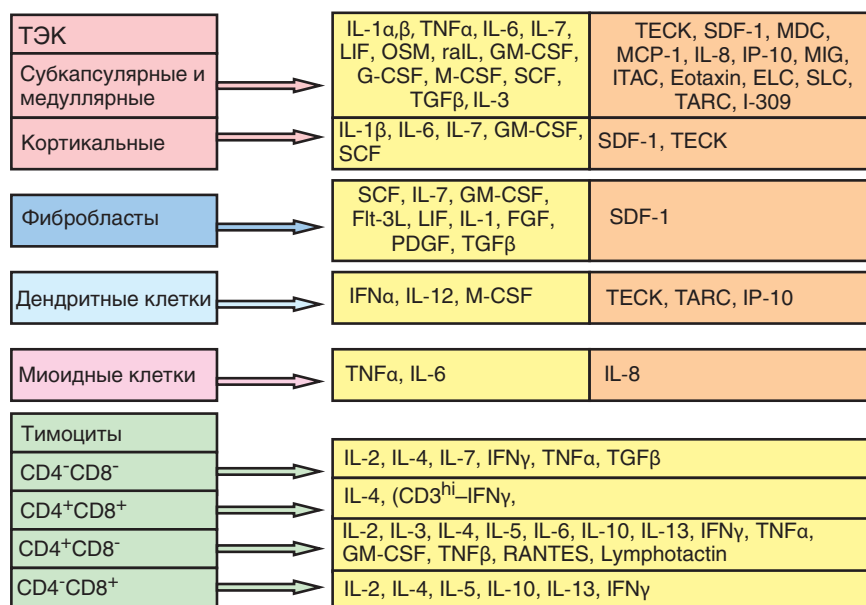 ТЭК
Субкапсулярные и
медуллярные
IL-1α,β, TNFα, IL-6, IL-7,
LIF, OSM, raIL, GM-CSF,
G-CSF, M-CSF, SCF,
TGFβ, IL-3
TECK, SDF-1, MDC,
MCP-1, IL-8, IP-10, MIG,
ITAC, Eotaxin, ELC, SLC,
TARC, I-309
Кортикальные
IL-1β, IL-6, IL-7, GM-CSF,
SCF
SDF-1, TECK
Фибробласты
SCF, IL-7, GM-CSF,
Flt-3L, LIF, IL-1, FGF,
PDGF, TGFβ
SDF-1
Дендритные клетки
IFNα, IL-12, M-CSF
TECK, TARC, IP-10
Миоидные клетки
TNFα, IL-6
IL-8
Тимоциты
CD4⁻CD8⁻
IL-2, IL-4, IL-7, IFNγ, TNFα, TGFβ
CD4⁺CD8⁺
IL-4, (CD3ʰⁱ–IFNγ,
CD4⁺CD8⁻
IL-2, IL-3, IL-4, IL-5, IL-6, IL-10, IL-13, IFNγ, TNFα,
GM-CSF, TNFβ, RANTES, Lymphotactin
CD4⁻CD8⁺
IL-2, IL-4, IL-5, IL-10, IL-13, IFNγ